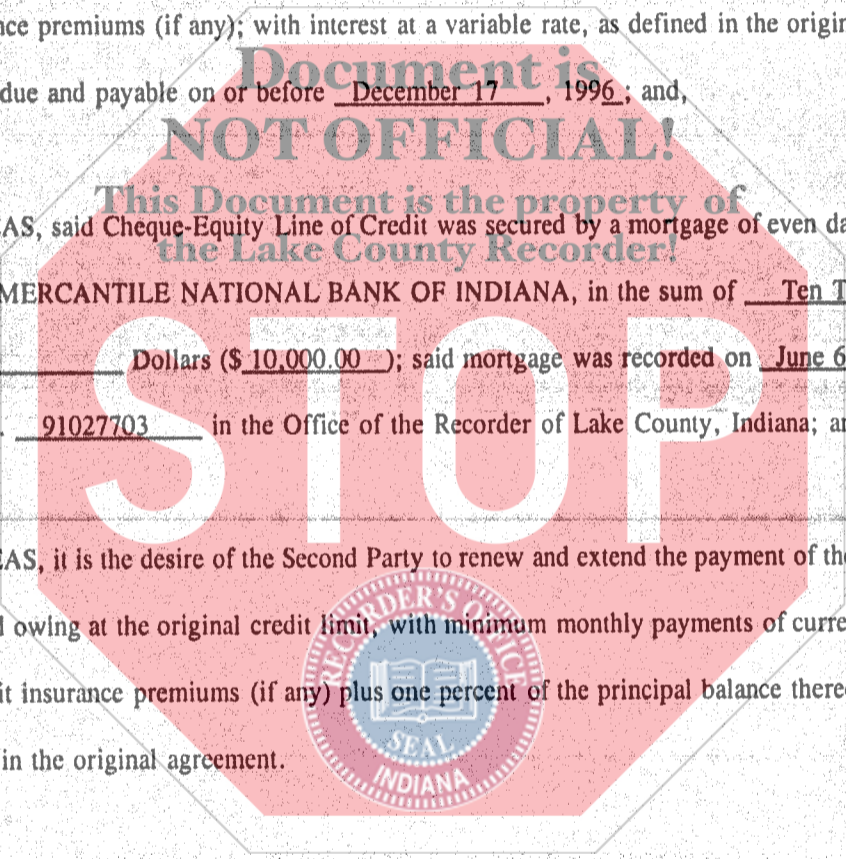 nce premiums (if any); with interest at a variable rate, as defined in the origin
Document is
due and payable on or before December 17, 1996; and,
NOT OFFICIAL!
This Document is the property of
EAS, said Cheque-Equity Line of Credit was secured by a mortgage of even da
the Lake County Recorder!
MERCANTILE NATIONAL BANK OF INDIANA, in the sum of Ten T
Dollars ($ 10,000.00 ); said mortgage was recorded on June 6
. 91027703 in the Office of the Recorder of Lake County, Indiana; an
STOP
EAS, it is the desire of the Second Party to renew and extend the payment of the
d owing at the original credit limit, with minimum monthly payments of curre
it insurance premiums (if any) plus one percent of the principal balance there
in the original agreement.
RECORDER'S OFFICE
SEAL
INDIANA